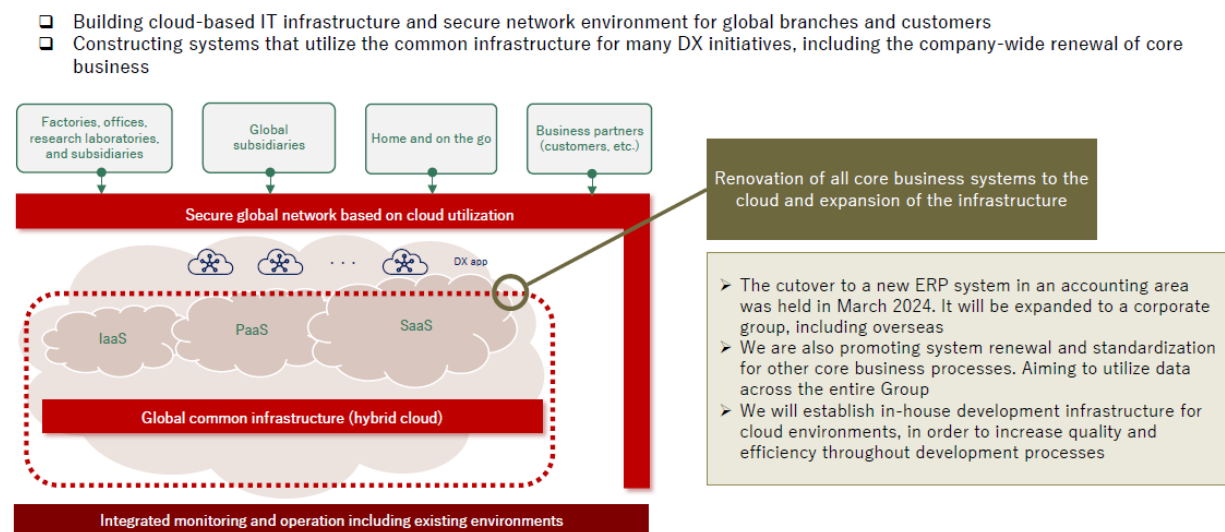 ❑ Building cloud-based IT infrastructure and secure network environment for global branches and customers
❑ Constructing systems that utilize the common infrastructure for many DX initiatives, including the company-wide renewal of core
business
Factories, offices,
research laboratories,
and subsidiaries
Global
subsidiaries
Home and on the go
Business partners
(customers, etc.)
Secure global network based on cloud utilization
. . .
DX app
IaaS
PaaS
SaaS
Global common infrastructure (hybrid cloud)
Integrated monitoring and operation including existing environments
Renovation of all core business systems to the
cloud and expansion of the infrastructure
➢ The cutover to a new ERP system in an accounting area
was held in March 2024. It will be expanded to a corporate
group, including overseas
➢ We are also promoting system renewal and standardization
for other core business processes. Aiming to utilize data
across the entire Group
➢ We will establish in-house development infrastructure for
cloud environments, in order to increase quality and
efficiency throughout development processes